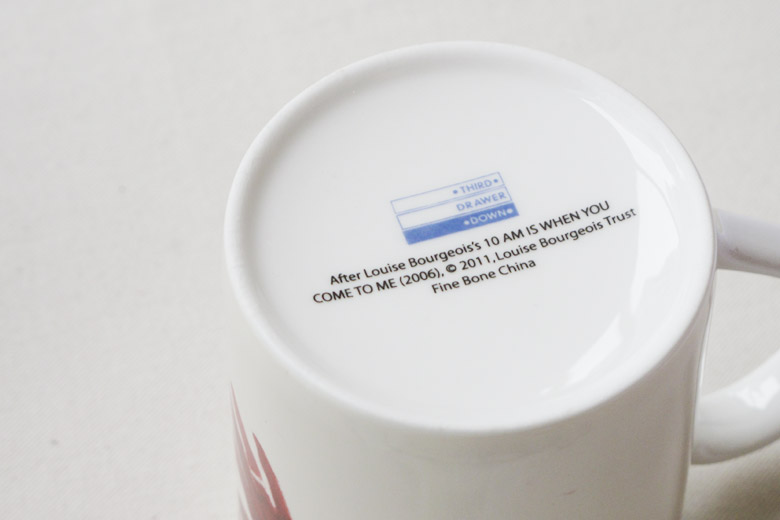 •THIRD•
DRAWER
•DOWN•
After Louise Bourgeois's 10 AM IS WHEN YOU
COME TO ME (2006), © 2011, Louise Bourgeois Trust
Fine Bone China